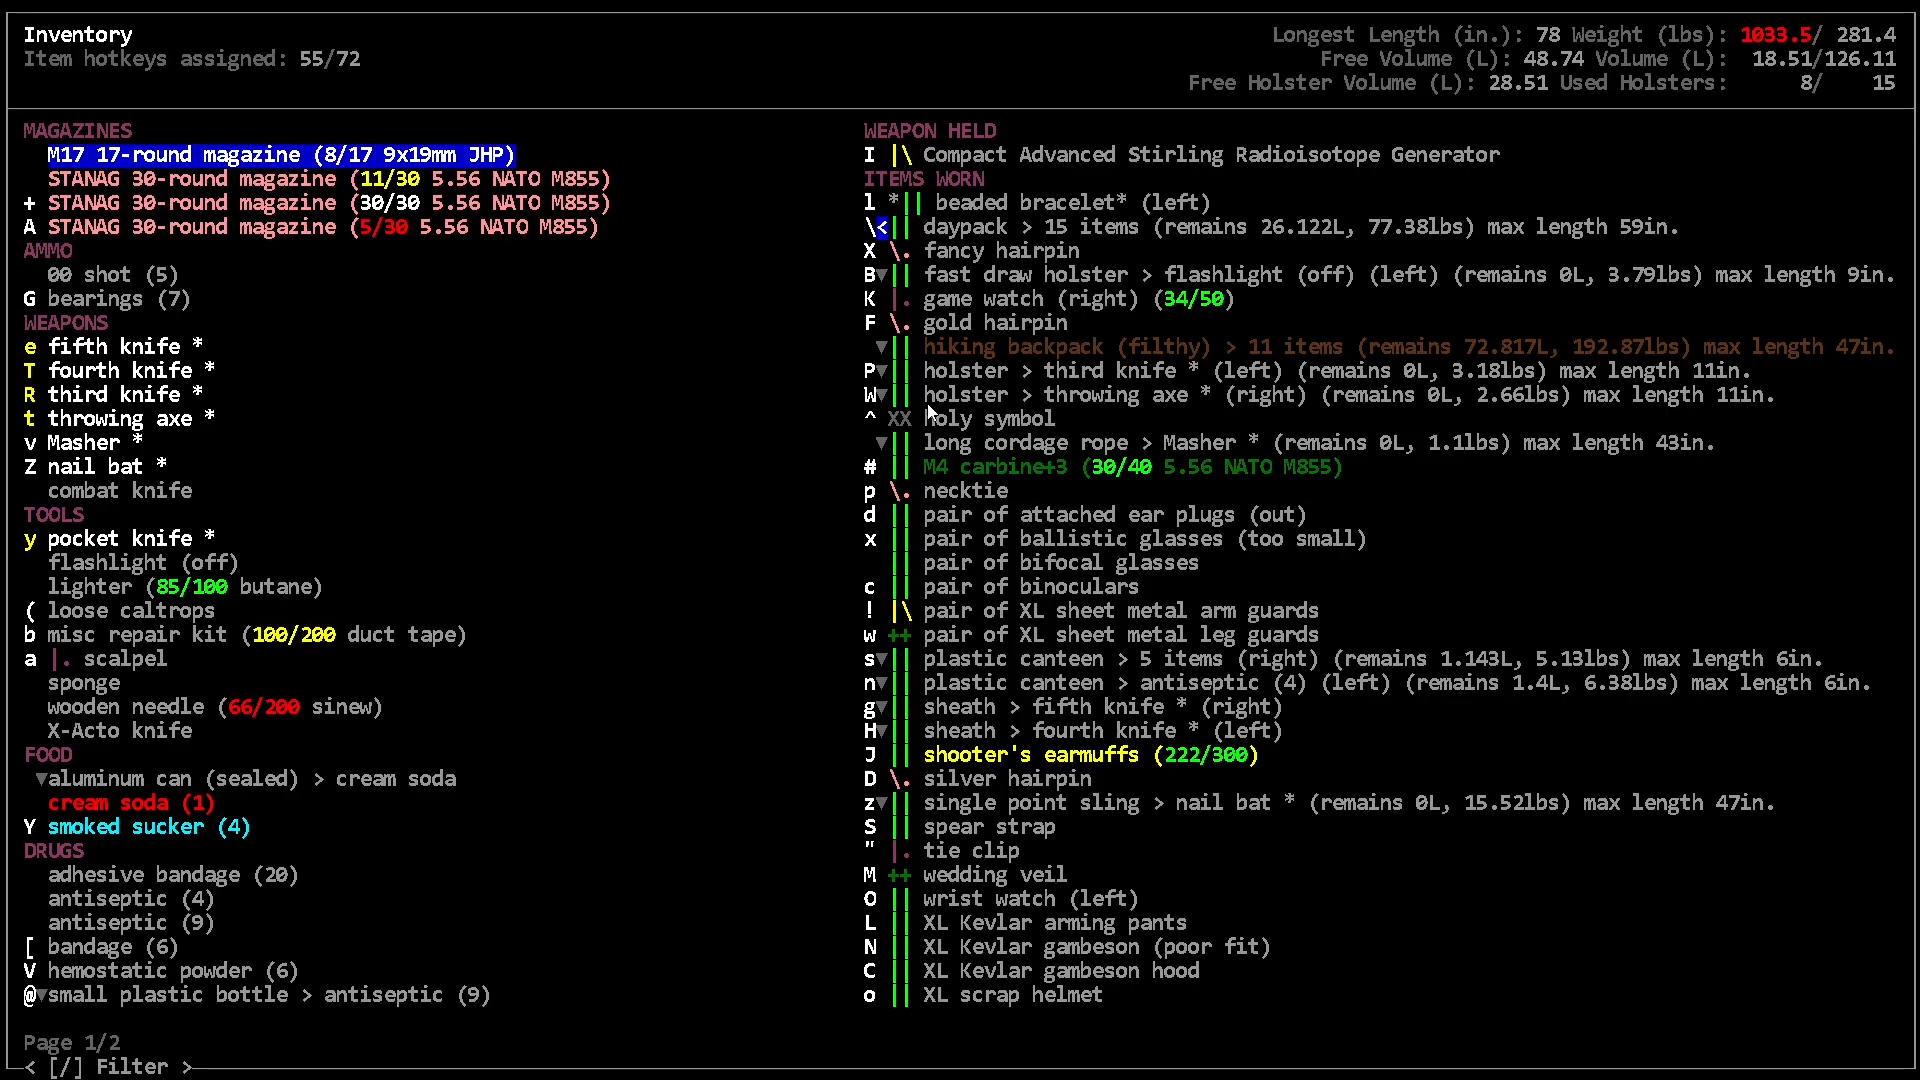 Inventory
Item hotkeys assigned: 55/72
Longest Length (in.): 78 Weight (lbs): 1033.5/ 281.4
Free Volume (L): 48.74 Volume (L): 18.51/126.11
Free Holster Volume (L): 28.51 Used Holsters: 8/ 15
MAGAZINES
M17 17-round magazine (8/17 9x19mm JHP)
STANAG 30-round magazine (11/30 5.56 NATO M855)
+ STANAG 30-round magazine (30/30 5.56 NATO M855)
A STANAG 30-round magazine (5/30 5.56 NATO M855)
AMMO
00 shot (5)
G bearings (7)
WEAPONS
e fifth knife *
T fourth knife *
R third knife *
t throwing axe *
v Masher *
Z nail bat *
combat knife
TOOLS
y pocket knife *
flashlight (off)
lighter (85/100 butane)
( loose caltrops
b misc repair kit (100/200 duct tape)
a |. scalpel
sponge
wooden needle (66/200 sinew)
X-Acto knife
FOOD
▼aluminum can (sealed) > cream soda
cream soda (1)
Y smoked sucker (4)
DRUGS
adhesive bandage (20)
antiseptic (4)
antiseptic (9)
[ bandage (6)
V hemostatic powder (6)
@▼small plastic bottle > antiseptic (9)
WEAPON HELD
I |\ Compact Advanced Stirling Radioisotope Generator
ITEMS WORN
l *|| beaded bracelet* (left)
\<|| daypack > 15 items (remains 26.122L, 77.38lbs) max length 59in.
X \. fancy hairpin
B▼|| fast draw holster > flashlight (off) (left) (remains 0L, 3.79lbs) max length 9in.
K |. game watch (right) (34/50)
F \. gold hairpin
▼|| hiking backpack (filthy) > 11 items (remains 72.817L, 192.87lbs) max length 47in.
P▼|| holster > third knife * (left) (remains 0L, 3.18lbs) max length 11in.
W▼|| holster > throwing axe * (right) (remains 0L, 2.66lbs) max length 11in.
^ XX holy symbol
▼|| long cordage rope > Masher * (remains 0L, 1.1lbs) max length 43in.
# || M4 carbine+3 (30/40 5.56 NATO M855)
p \. necktie
d || pair of attached ear plugs (out)
x || pair of ballistic glasses (too small)
|| pair of bifocal glasses
c || pair of binoculars
! |\ pair of XL sheet metal arm guards
w ++ pair of XL sheet metal leg guards
s▼|| plastic canteen > 5 items (right) (remains 1.143L, 5.13lbs) max length 6in.
n▼|| plastic canteen > antiseptic (4) (left) (remains 1.4L, 6.38lbs) max length 6in.
g▼|| sheath > fifth knife * (right)
H▼|| sheath > fourth knife * (left)
J || shooter's earmuffs (222/300)
D \. silver hairpin
z▼|| single point sling > nail bat * (remains 0L, 15.52lbs) max length 47in.
S || spear strap
" |. tie clip
M ++ wedding veil
O || wrist watch (left)
L || XL Kevlar arming pants
N || XL Kevlar gambeson (poor fit)
C || XL Kevlar gambeson hood
o || XL scrap helmet
Page 1/2
< [/] Filter >